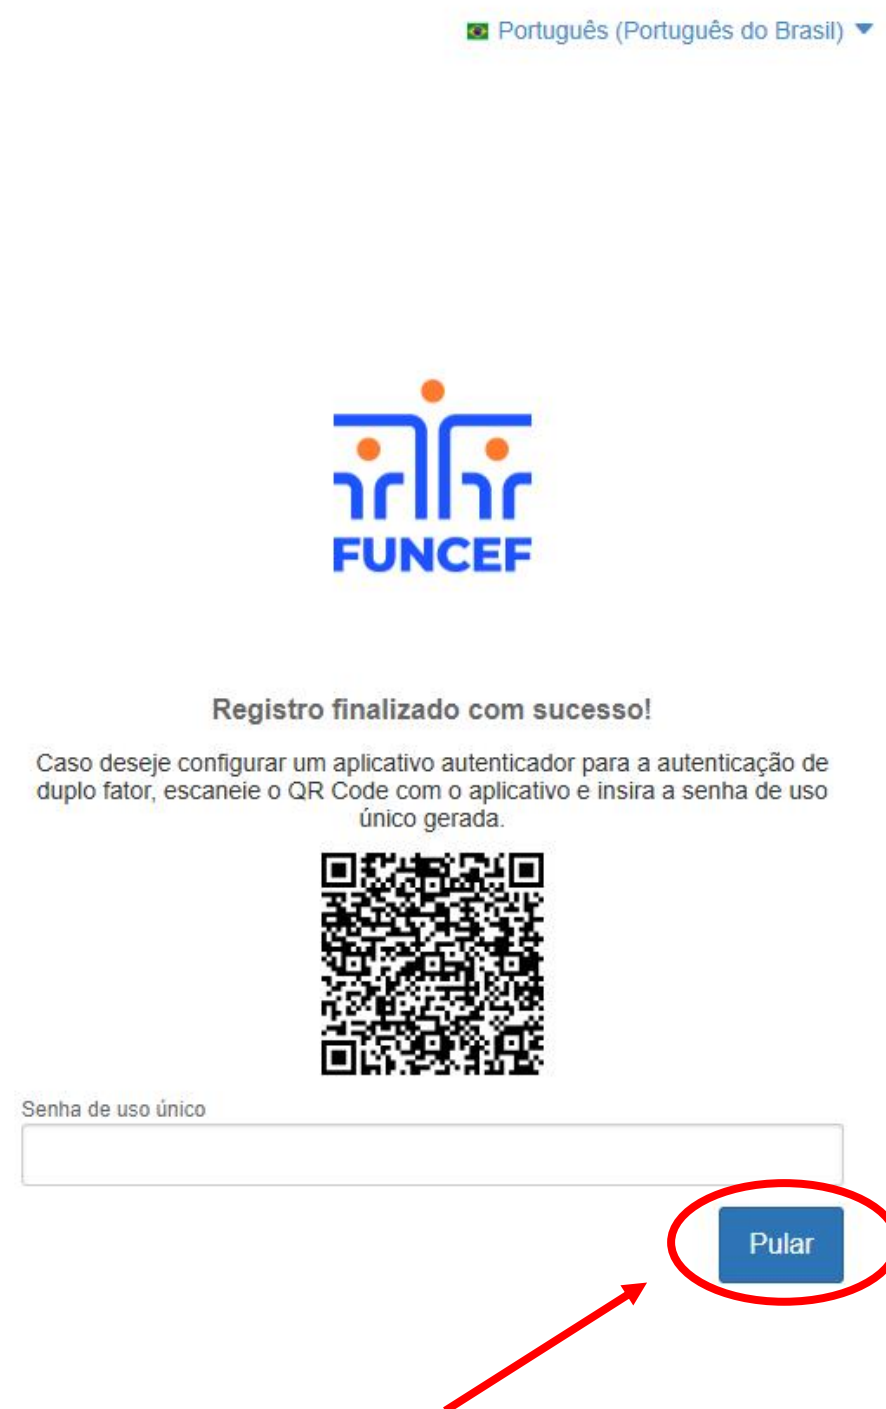 Português (Português do Brasil)
FUNCEF
Registro finalizado com sucesso!
Caso deseje configurar um aplicativo autenticador para a autenticação de
duplo fator, escaneie o QR Code com o aplicativo e insira a senha de uso
único gerada.
Senha de uso único
Pular